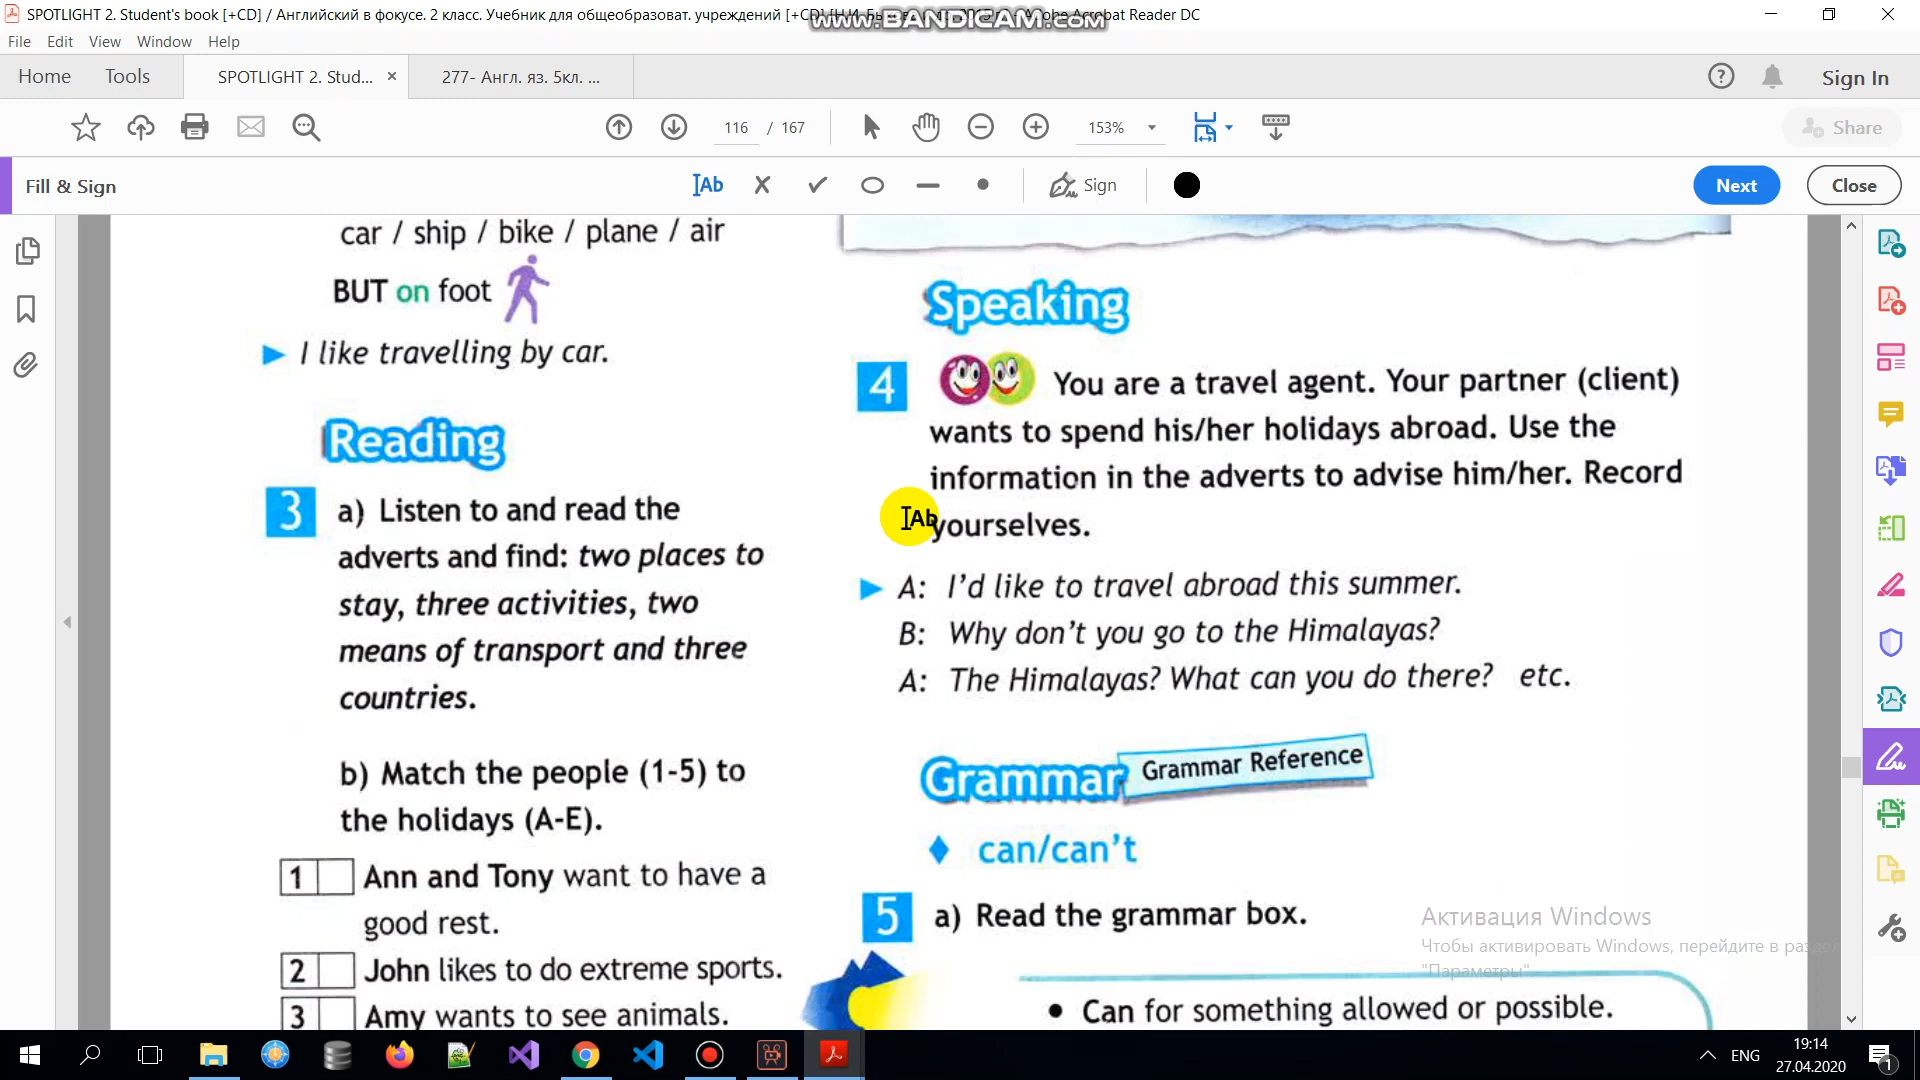 SPOTLIGHT 2. Student's book [+CD] / Английский в фокусе. 2 класс. Учебник для общеобразоват. учреждений [+CD]
www.BANDICAM.com
Acrobat Reader DC
File Edit View Window Help
Home Tools SPOTLIGHT 2. Stud... × 277- Англ. яз. 5кл. ... Sign In
116 / 167 153% Share
Fill & Sign Ab Sign Next Close
car / ship / bike / plane / air
BUT on foot
I like travelling by car.
Reading
3 a) Listen to and read the
adverts and find: two places to
stay, three activities, two
means of transport and three
countries.
b) Match the people (1-5) to
the holidays (A-E).
1 Ann and Tony want to have a
good rest.
2 John likes to do extreme sports.
3 Amy wants to see animals.
Speaking
4 You are a travel agent. Your partner (client)
wants to spend his/her holidays abroad. Use the
information in the adverts to advise him/her. Record
Ab
yourselves.
A: I'd like to travel abroad this summer.
B: Why don't you go to the Himalayas?
A: The Himalayas? What can you do there? etc.
Grammar Grammar Reference
can/can't
5 a) Read the grammar box.
• Can for something allowed or possible.
Активация Windows
Чтобы активировать Windows, перейдите в раздел
"Параметры"
ENG
19:14
27.04.2020
1